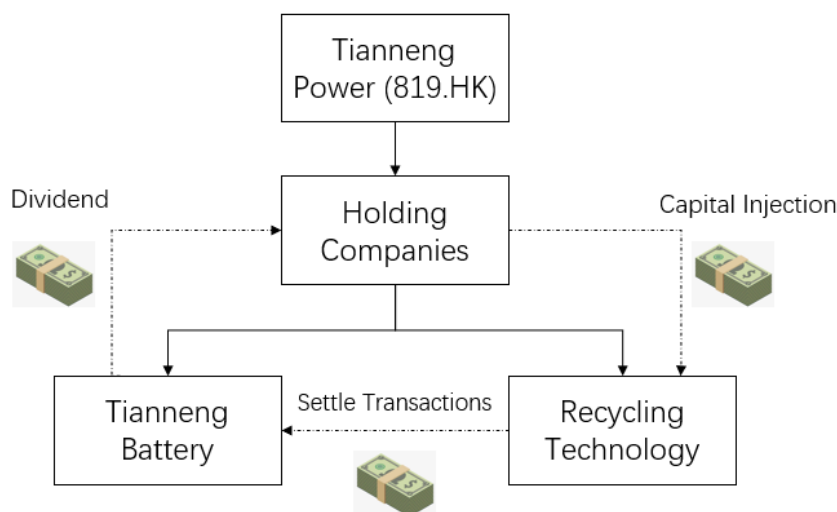 Tianneng
Power (819.HK)
Dividend
Holding
Companies
Capital Injection
Tianneng
Battery
Settle Transactions
Recycling
Technology